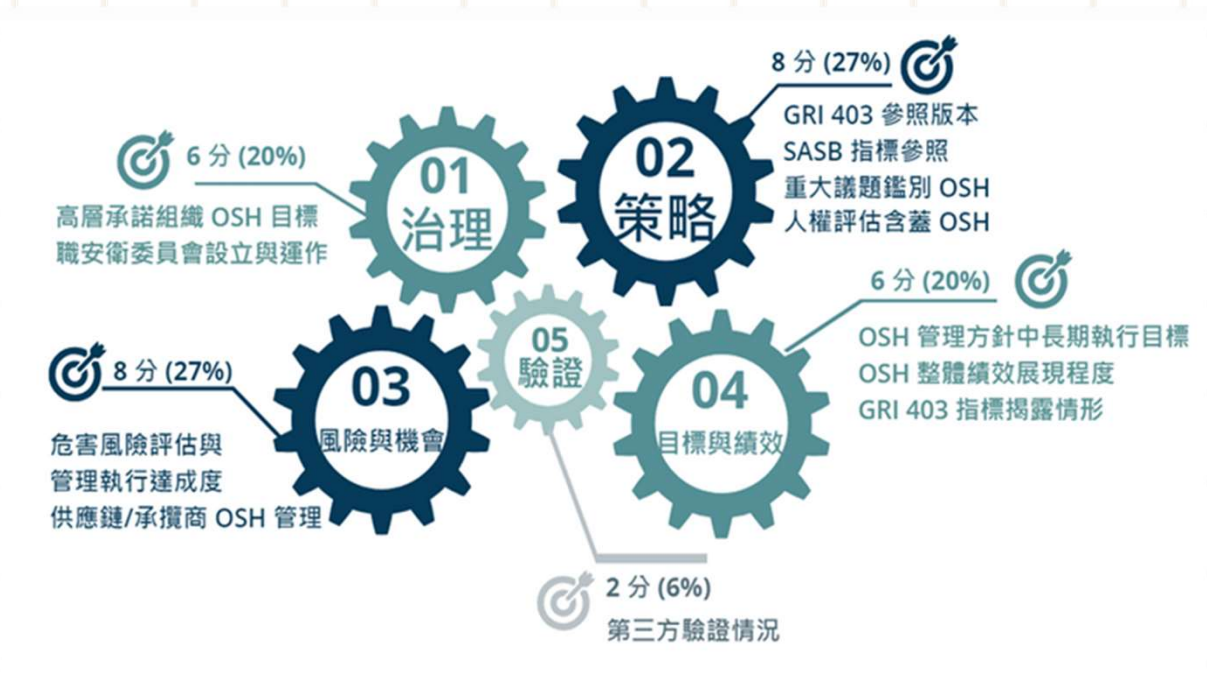 6 分 (20%)
高層承諾組織 OSH 目標
職安衛委員會設立與運作
01
治理
02
策略
8 分 (27%)
GRI 403 參照版本
SASB 指標參照
重大議題鑑別 OSH
人權評估含蓋 OSH
8 分 (27%)
危害風險評估與
管理執行達成度
供應鏈/承攬商 OSH 管理
03
風險與機會
04
目標與績效
6 分 (20%)
OSH 管理方針中長期執行目標
OSH 整體績效展現程度
GRI 403 指標揭露情形
05
驗證
2 分 (6%)
第三方驗證情況